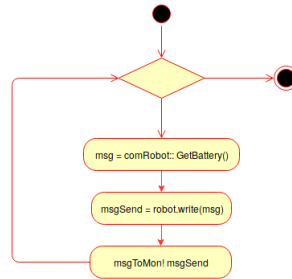 msg = comRobot:: GetBattery()
msgSend = robot.write(msg)
msgToMon! msgSend